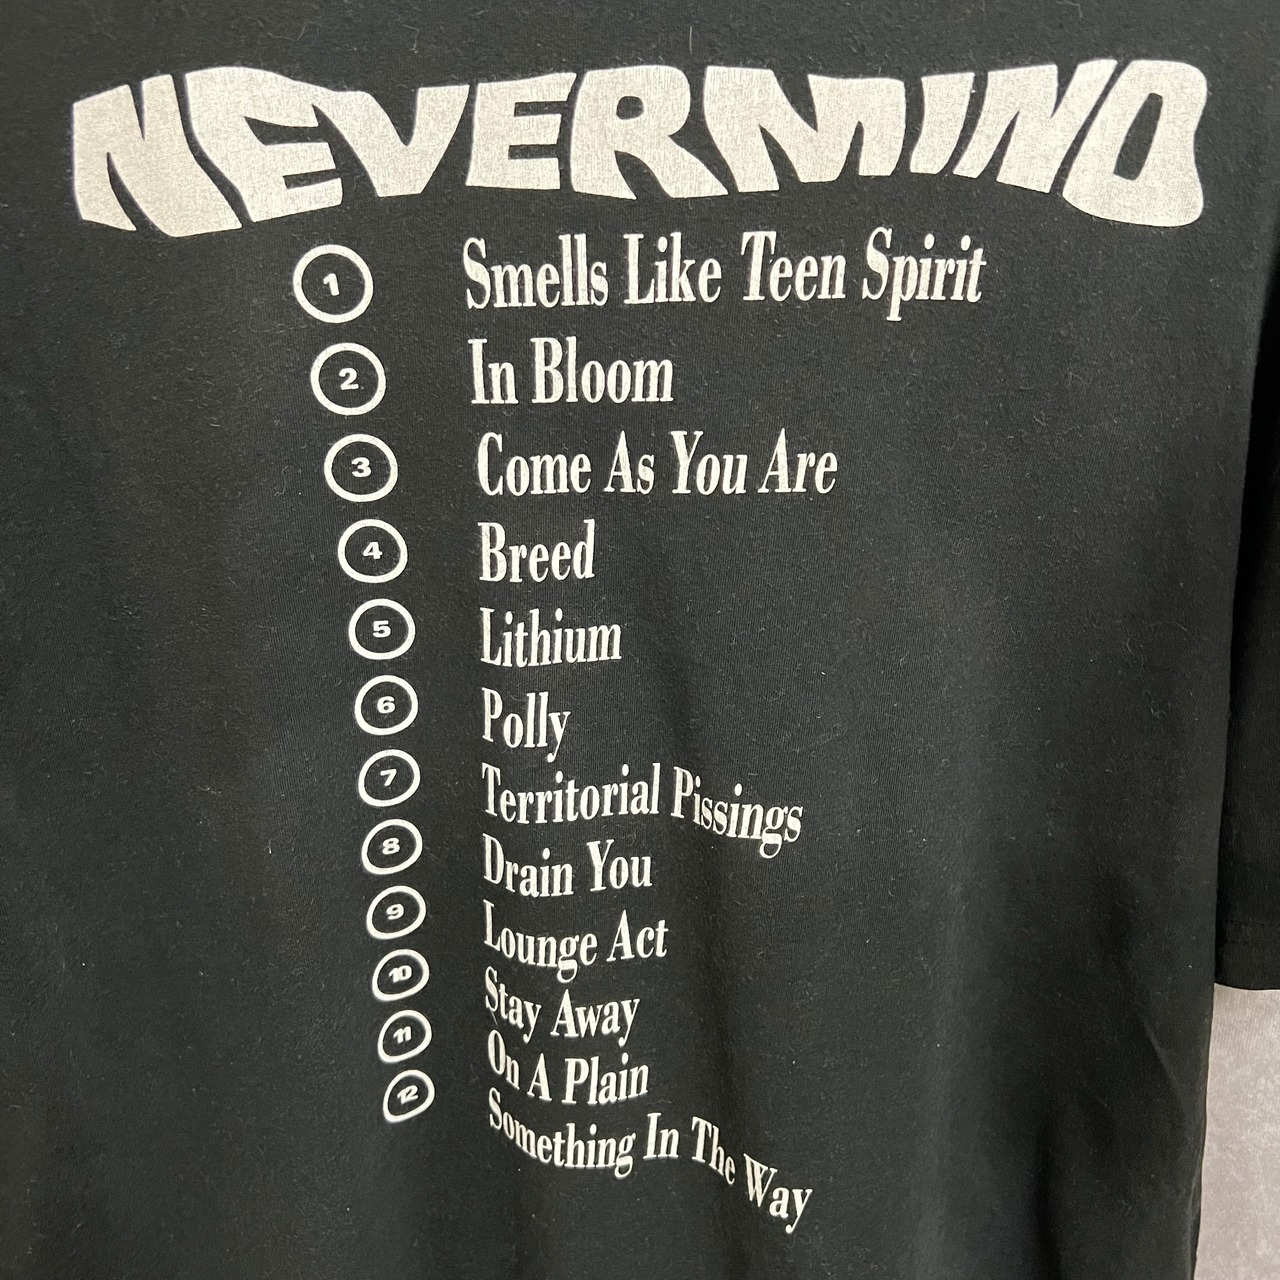 NEVERMIND
1 Smells Like Teen Spirit
2 In Bloom
3 Come As You Are
4 Breed
5 Lithium
6 Polly
7 Territorial Pissings
8 Drain You
9 Lounge Act
10 Stay Away
11 On A Plain
12 Something In The Way